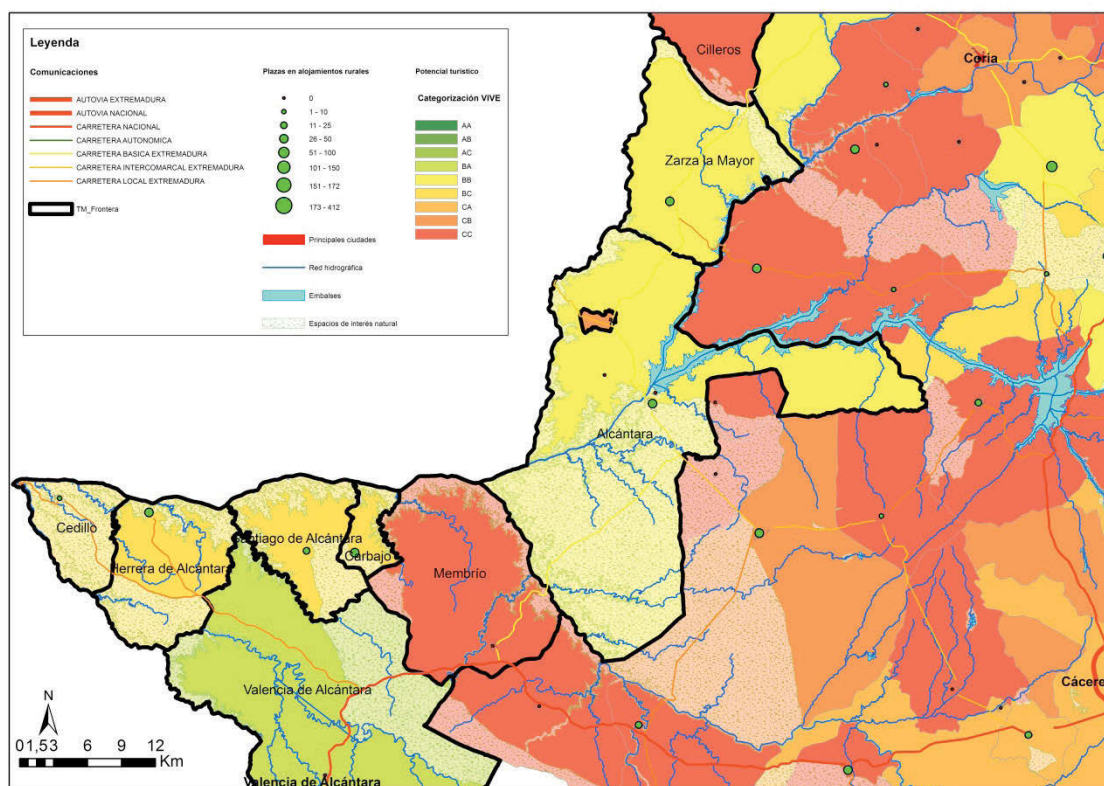 Leyenda
Comunicaciones
AUTOVIA EXTREMADURA
AUTOVIA NACIONAL
CARRETERA NACIONAL
CARRETERA AUTONOMICA
CARRETERA BASICA EXTREMADURA
CARRETERA INTERCOMARCAL EXTREMADURA
CARRETERA LOCAL EXTREMADURA
TM_Frontera
Plazas en alojamientos rurales
0
1 - 10
11 - 25
26 - 50
51 - 100
101 - 150
151 - 172
173 - 412
Principales ciudades
Red hidrográfica
Embalses
Espacios de interés natural
Potencial turistico
Categorización VIVE
AA
AB
AC
BA
BB
BC
CA
CB
CC
Cilleros
Coria
Zarza la Mayor
Alcántara
Cedillo
Santiago de Alcántara
Carbajo
Herrera de Alcántara
Membrío
Valencia de Alcántara
Cácere
Valencia de Alcántara
N
0 1,5 3 6 9 12
Km